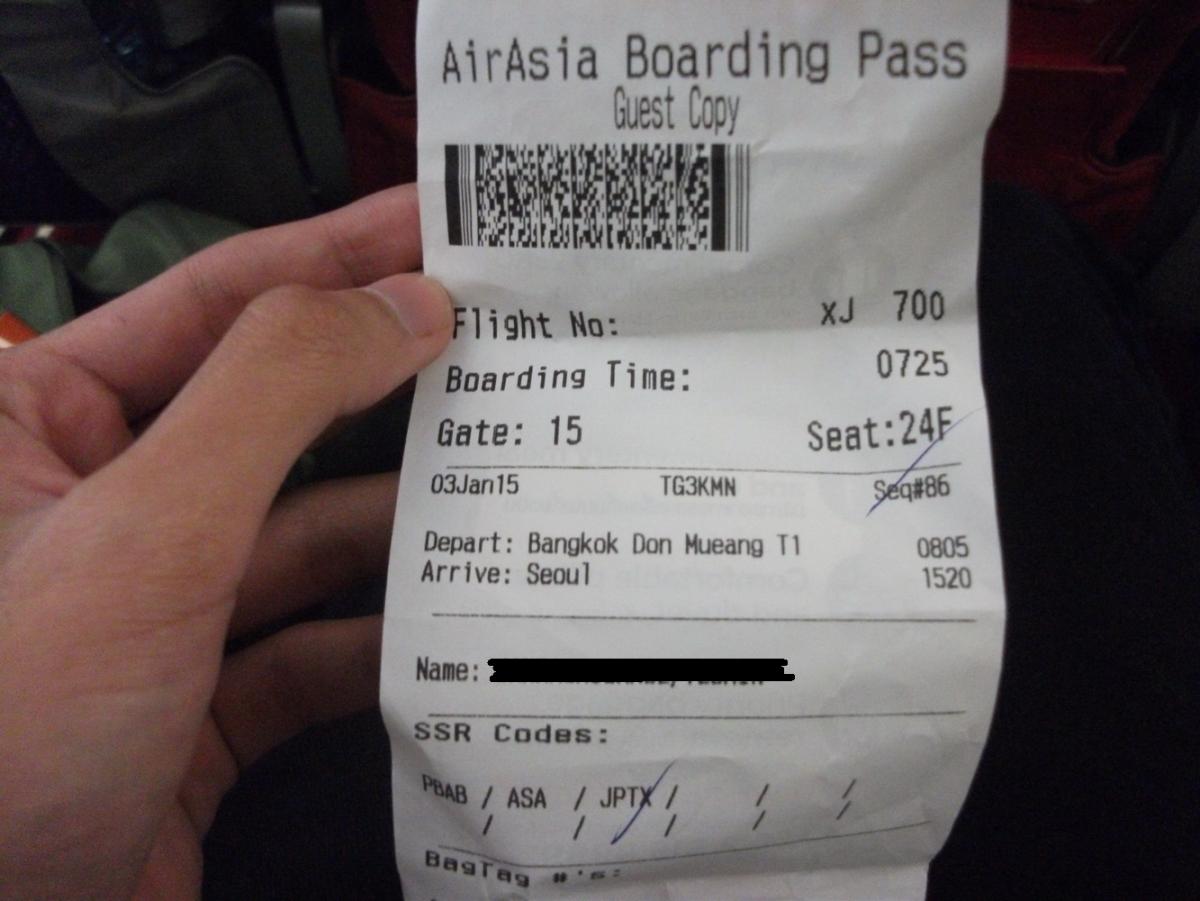 AirAsia Boarding Pass
Guest Copy
Flight No: XJ 700
Boarding Time: 0725
Gate: 15 Seat:24F
03Jan15 TG3KMN Seq#86
Depart: Bangkok Don Mueang T1 0805
Arrive: Seoul 1520
Name:
SSR Codes:
PBAB / ASA / JPTX / / /
/ / / / /
BagTag #'s: